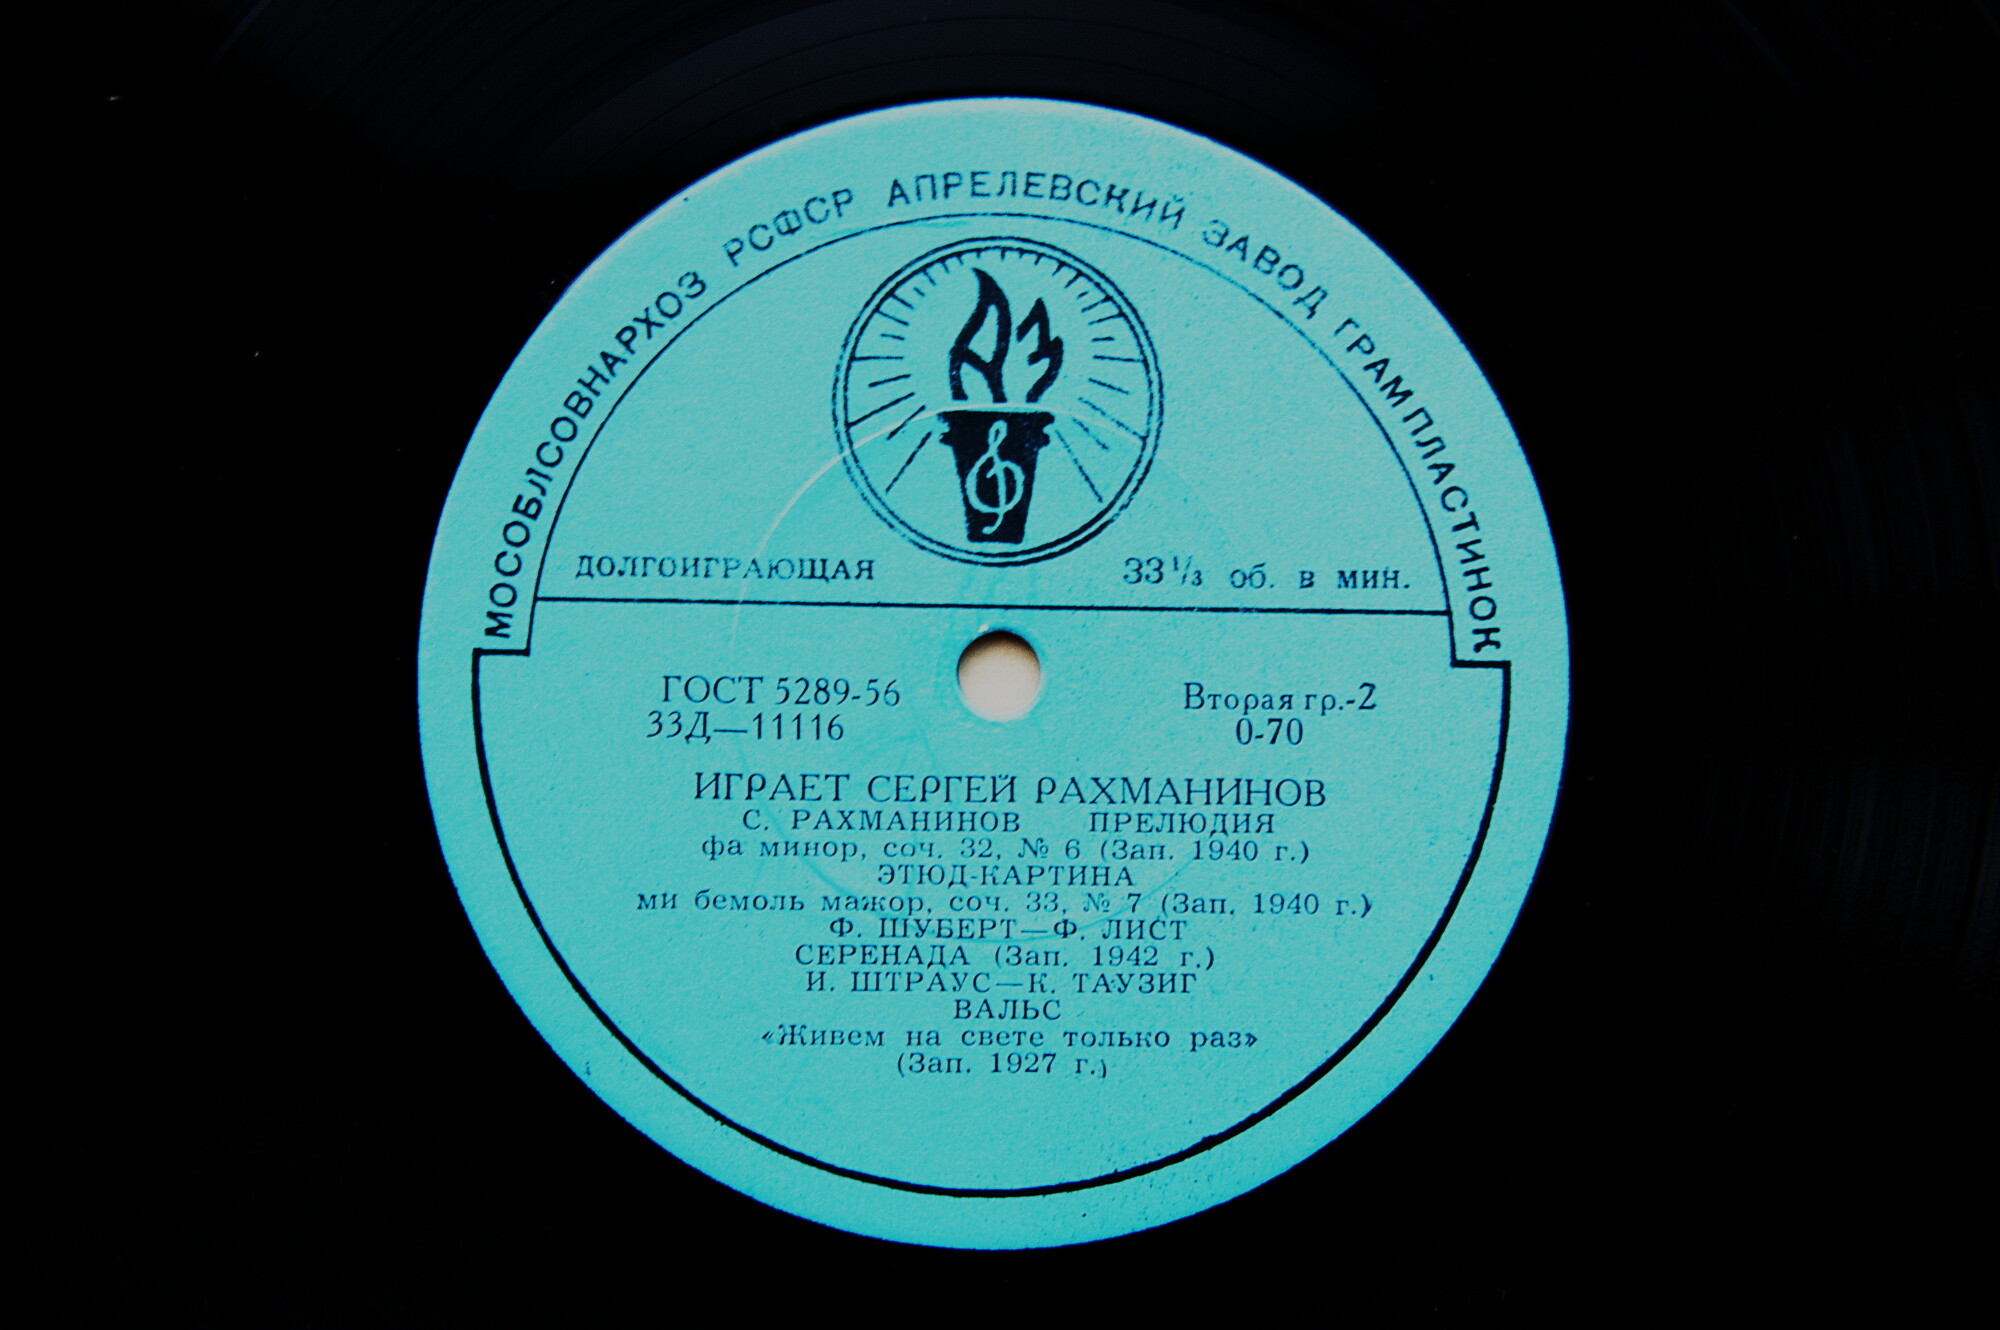 МОСОБЛСОВНАРХОЗ РСФСР АПРЕЛЕВСКИЙ ЗАВОД ГРАМПЛАСТИНОК
АЗ
ДОЛГОИГРАЮЩАЯ 33⅓ об. в мин.
ГОСТ 5289-56 Вторая гр.-2
33Д—11116 0-70
ИГРАЕТ СЕРГЕЙ РАХМАНИНОВ
С. РАХМАНИНОВ ПРЕЛЮДИЯ
фа минор, соч. 32, № 6 (Зап. 1940 г.)
ЭТЮД-КАРТИНА
ми бемоль мажор, соч. 33, № 7 (Зап. 1940 г.)
Ф. ШУБЕРТ—Ф. ЛИСТ
СЕРЕНАДА (Зап. 1942 г.)
И. ШТРАУС—К. ТАУЗИГ
ВАЛЬС
«Живем на свете только раз»
(Зап. 1927 г.)